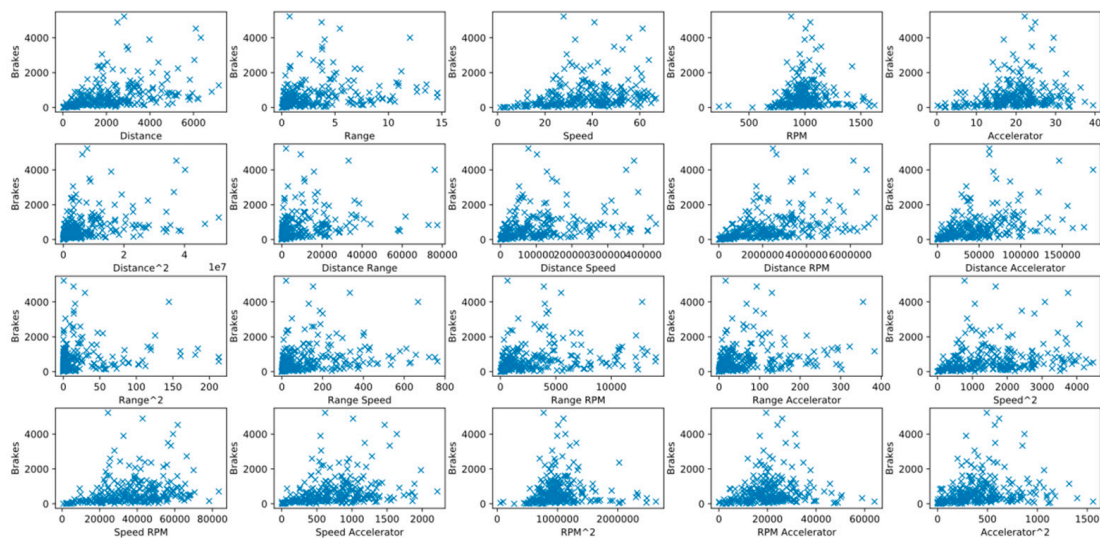 Brakes 4000 Brakes 4000 Brakes 4000 Brakes 4000 Brakes 4000
2000 2000 2000 2000 2000
0 0 0 0 0
0 2000 4000 6000 0 5 10 15 0 20 40 60 500 1000 1500 0 10 20 30 40
Distance Range Speed RPM Accelerator
Brakes 4000 Brakes 4000 Brakes 4000 Brakes 4000 Brakes 4000
2000 2000 2000 2000 2000
0 0 0 0 0
0 2 4 0 20000 40000 60000 80000 0 100000200000300000400000 0 200000040000006000000 0 50000 100000 150000
Distance^2 1e7 Distance Range Distance Speed Distance RPM Distance Accelerator
Brakes 4000 Brakes 4000 Brakes 4000 Brakes 4000 Brakes 4000
2000 2000 2000 2000 2000
0 0 0 0 0
0 50 100 150 200 0 200 400 600 800 0 5000 10000 0 100 200 300 400 0 1000 2000 3000 4000
Range^2 Range Speed Range RPM Range Accelerator Speed^2
Brakes 4000 Brakes 4000 Brakes 4000 Brakes 4000 Brakes 4000
2000 2000 2000 2000 2000
0 0 0 0 0
0 20000 40000 60000 80000 0 500 1000 1500 2000 0 1000000 2000000 0 20000 40000 60000 0 500 1000 1500
Speed RPM Speed Accelerator RPM^2 RPM Accelerator Accelerator^2